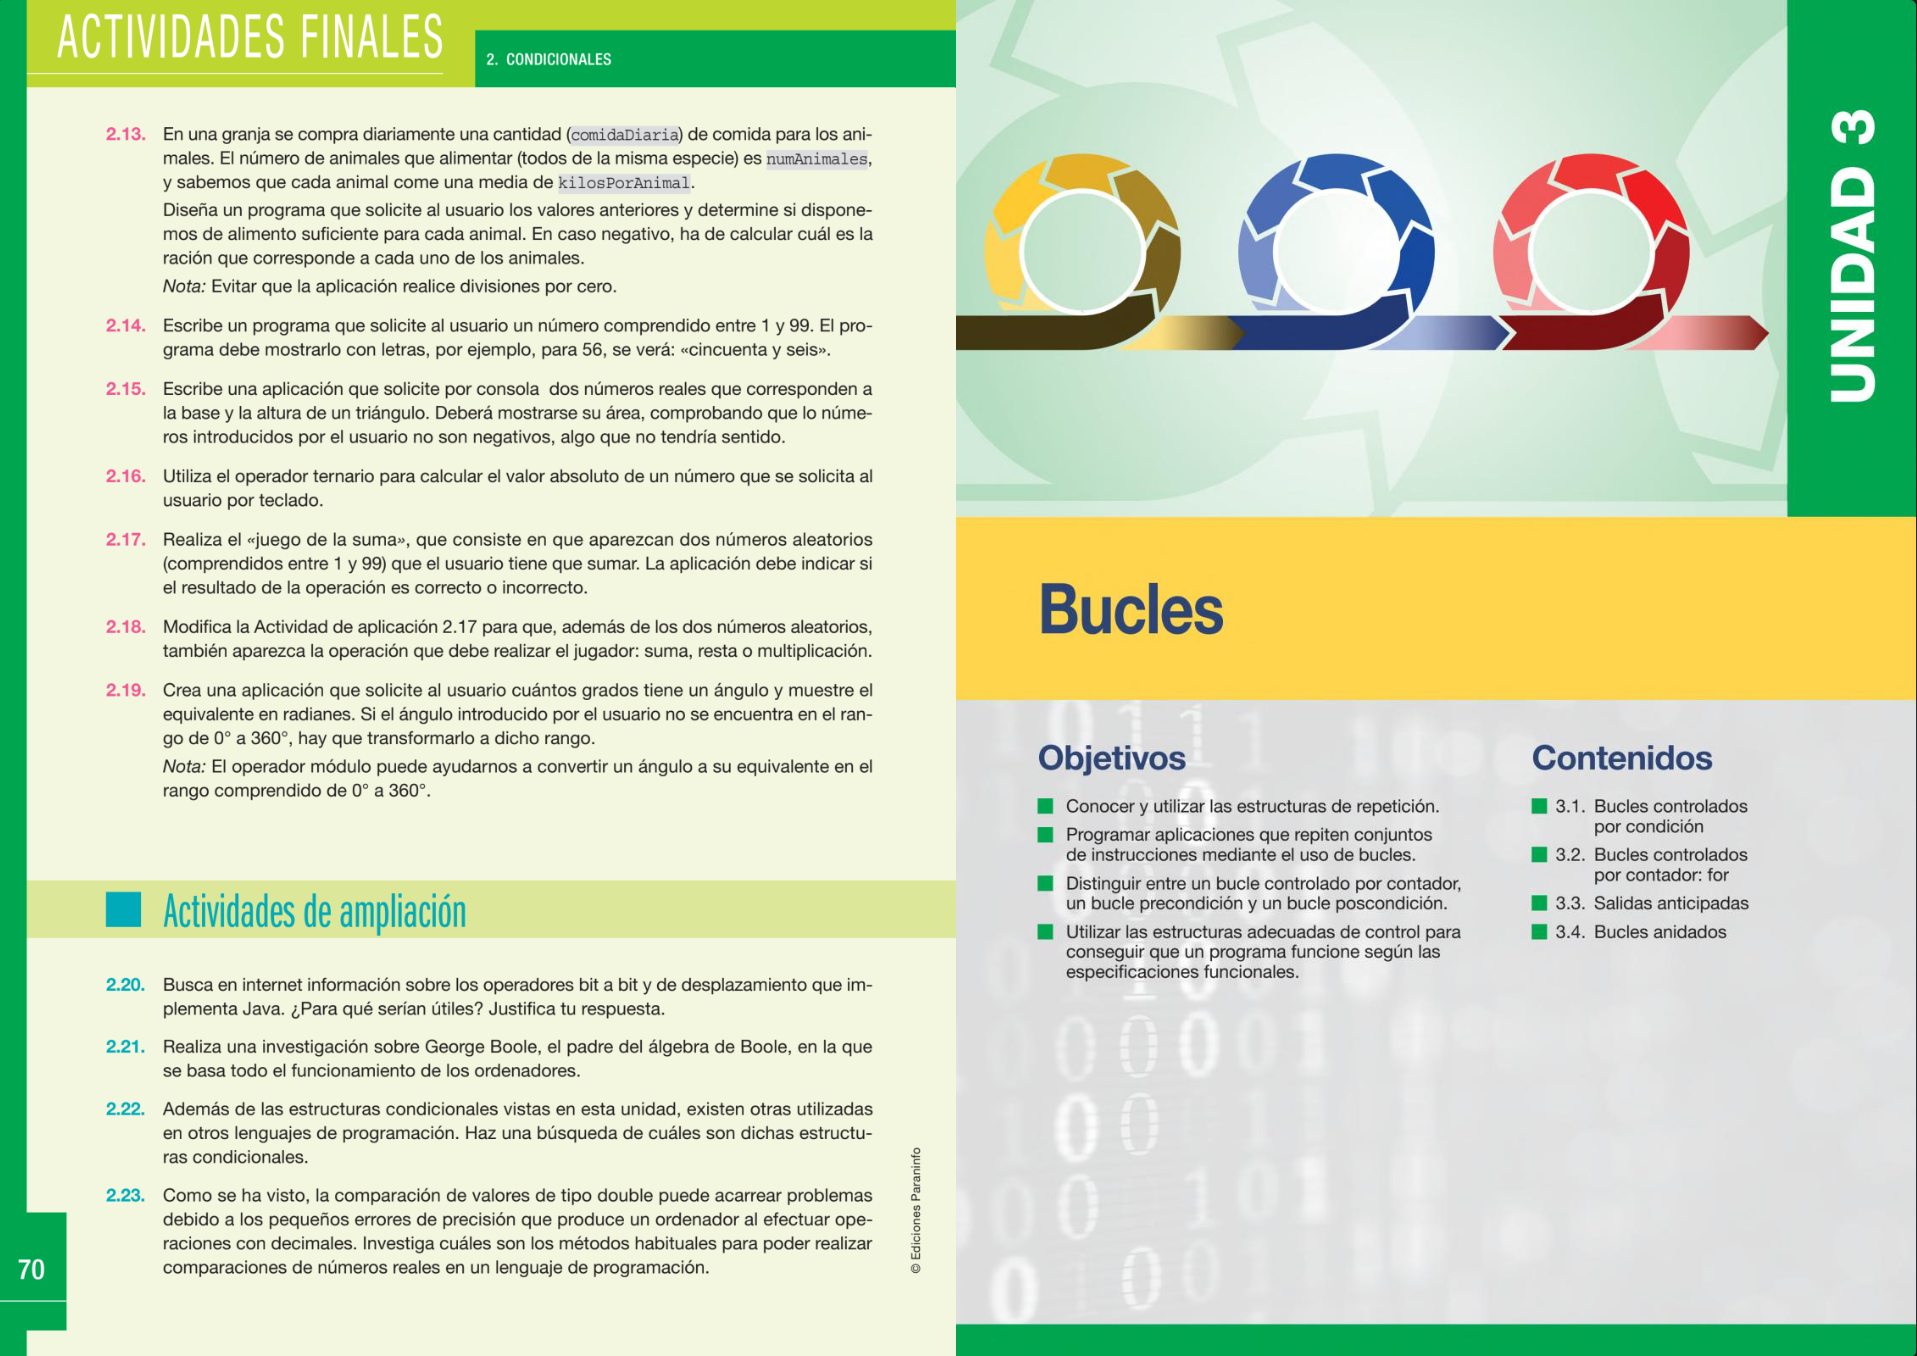 ACTIVIDADES FINALES
2. CONDICIONALES
2.13. En una granja se compra diariamente una cantidad (comidaDiaria) de comida para los ani-
males. El número de animales que alimentar (todos de la misma especie) es numAnimales,
y sabemos que cada animal come una media de kilosPorAnimal.
Diseña un programa que solicite al usuario los valores anteriores y determine si dispone-
mos de alimento suficiente para cada animal. En caso negativo, ha de calcular cuál es la
ración que corresponde a cada uno de los animales.
Nota: Evitar que la aplicación realice divisiones por cero.
2.14. Escribe un programa que solicite al usuario un número comprendido entre 1 y 99. El pro-
grama debe mostrarlo con letras, por ejemplo, para 56, se verá: «cincuenta y seis».
2.15. Escribe una aplicación que solicite por consola dos números reales que corresponden a
la base y la altura de un triángulo. Deberá mostrarse su área, comprobando que lo núme-
ros introducidos por el usuario no son negativos, algo que no tendría sentido.
2.16. Utiliza el operador ternario para calcular el valor absoluto de un número que se solicita al
usuario por teclado.
2.17. Realiza el «juego de la suma», que consiste en que aparezcan dos números aleatorios
(comprendidos entre 1 y 99) que el usuario tiene que sumar. La aplicación debe indicar si
el resultado de la operación es correcto o incorrecto.
2.18. Modifica la Actividad de aplicación 2.17 para que, además de los dos números aleatorios,
también aparezca la operación que debe realizar el jugador: suma, resta o multiplicación.
2.19. Crea una aplicación que solicite al usuario cuántos grados tiene un ángulo y muestre el
equivalente en radianes. Si el ángulo introducido por el usuario no se encuentra en el ran-
go de 0° a 360°, hay que transformarlo a dicho rango.
Nota: El operador módulo puede ayudarnos a convertir un ángulo a su equivalente en el
rango comprendido de 0° a 360°.
Actividades de ampliación
2.20. Busca en internet información sobre los operadores bit a bit y de desplazamiento que im-
plementa Java. ¿Para qué serían útiles? Justifica tu respuesta.
2.21. Realiza una investigación sobre George Boole, el padre del álgebra de Boole, en la que
se basa todo el funcionamiento de los ordenadores.
2.22. Además de las estructuras condicionales vistas en esta unidad, existen otras utilizadas
en otros lenguajes de programación. Haz una búsqueda de cuáles son dichas estructu-
ras condicionales.
2.23. Como se ha visto, la comparación de valores de tipo double puede acarrear problemas
debido a los pequeños errores de precisión que produce un ordenador al efectuar ope-
raciones con decimales. Investiga cuáles son los métodos habituales para poder realizar
comparaciones de números reales en un lenguaje de programación.
© Ediciones Paraninfo
70
UNIDAD 3
Bucles
Objetivos
Conocer y utilizar las estructuras de repetición.
Programar aplicaciones que repiten conjuntos
de instrucciones mediante el uso de bucles.
Distinguir entre un bucle controlado por contador,
un bucle precondición y un bucle poscondición.
Utilizar las estructuras adecuadas de control para
conseguir que un programa funcione según las
especificaciones funcionales.
Contenidos
3.1. Bucles controlados
por condición
3.2. Bucles controlados
por contador: for
3.3. Salidas anticipadas
3.4. Bucles anidados